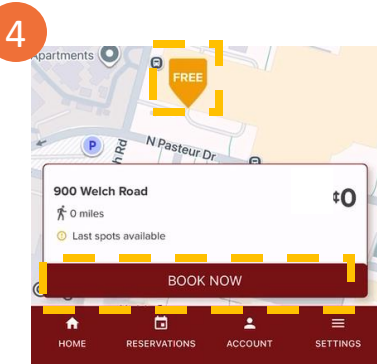 4
Apartments
FREE
P
N Pasteur Dr
Rd
900 Welch Road
¢0
0 miles
Last spots available
BOOK NOW
HOME RESERVATIONS ACCOUNT SETTINGS